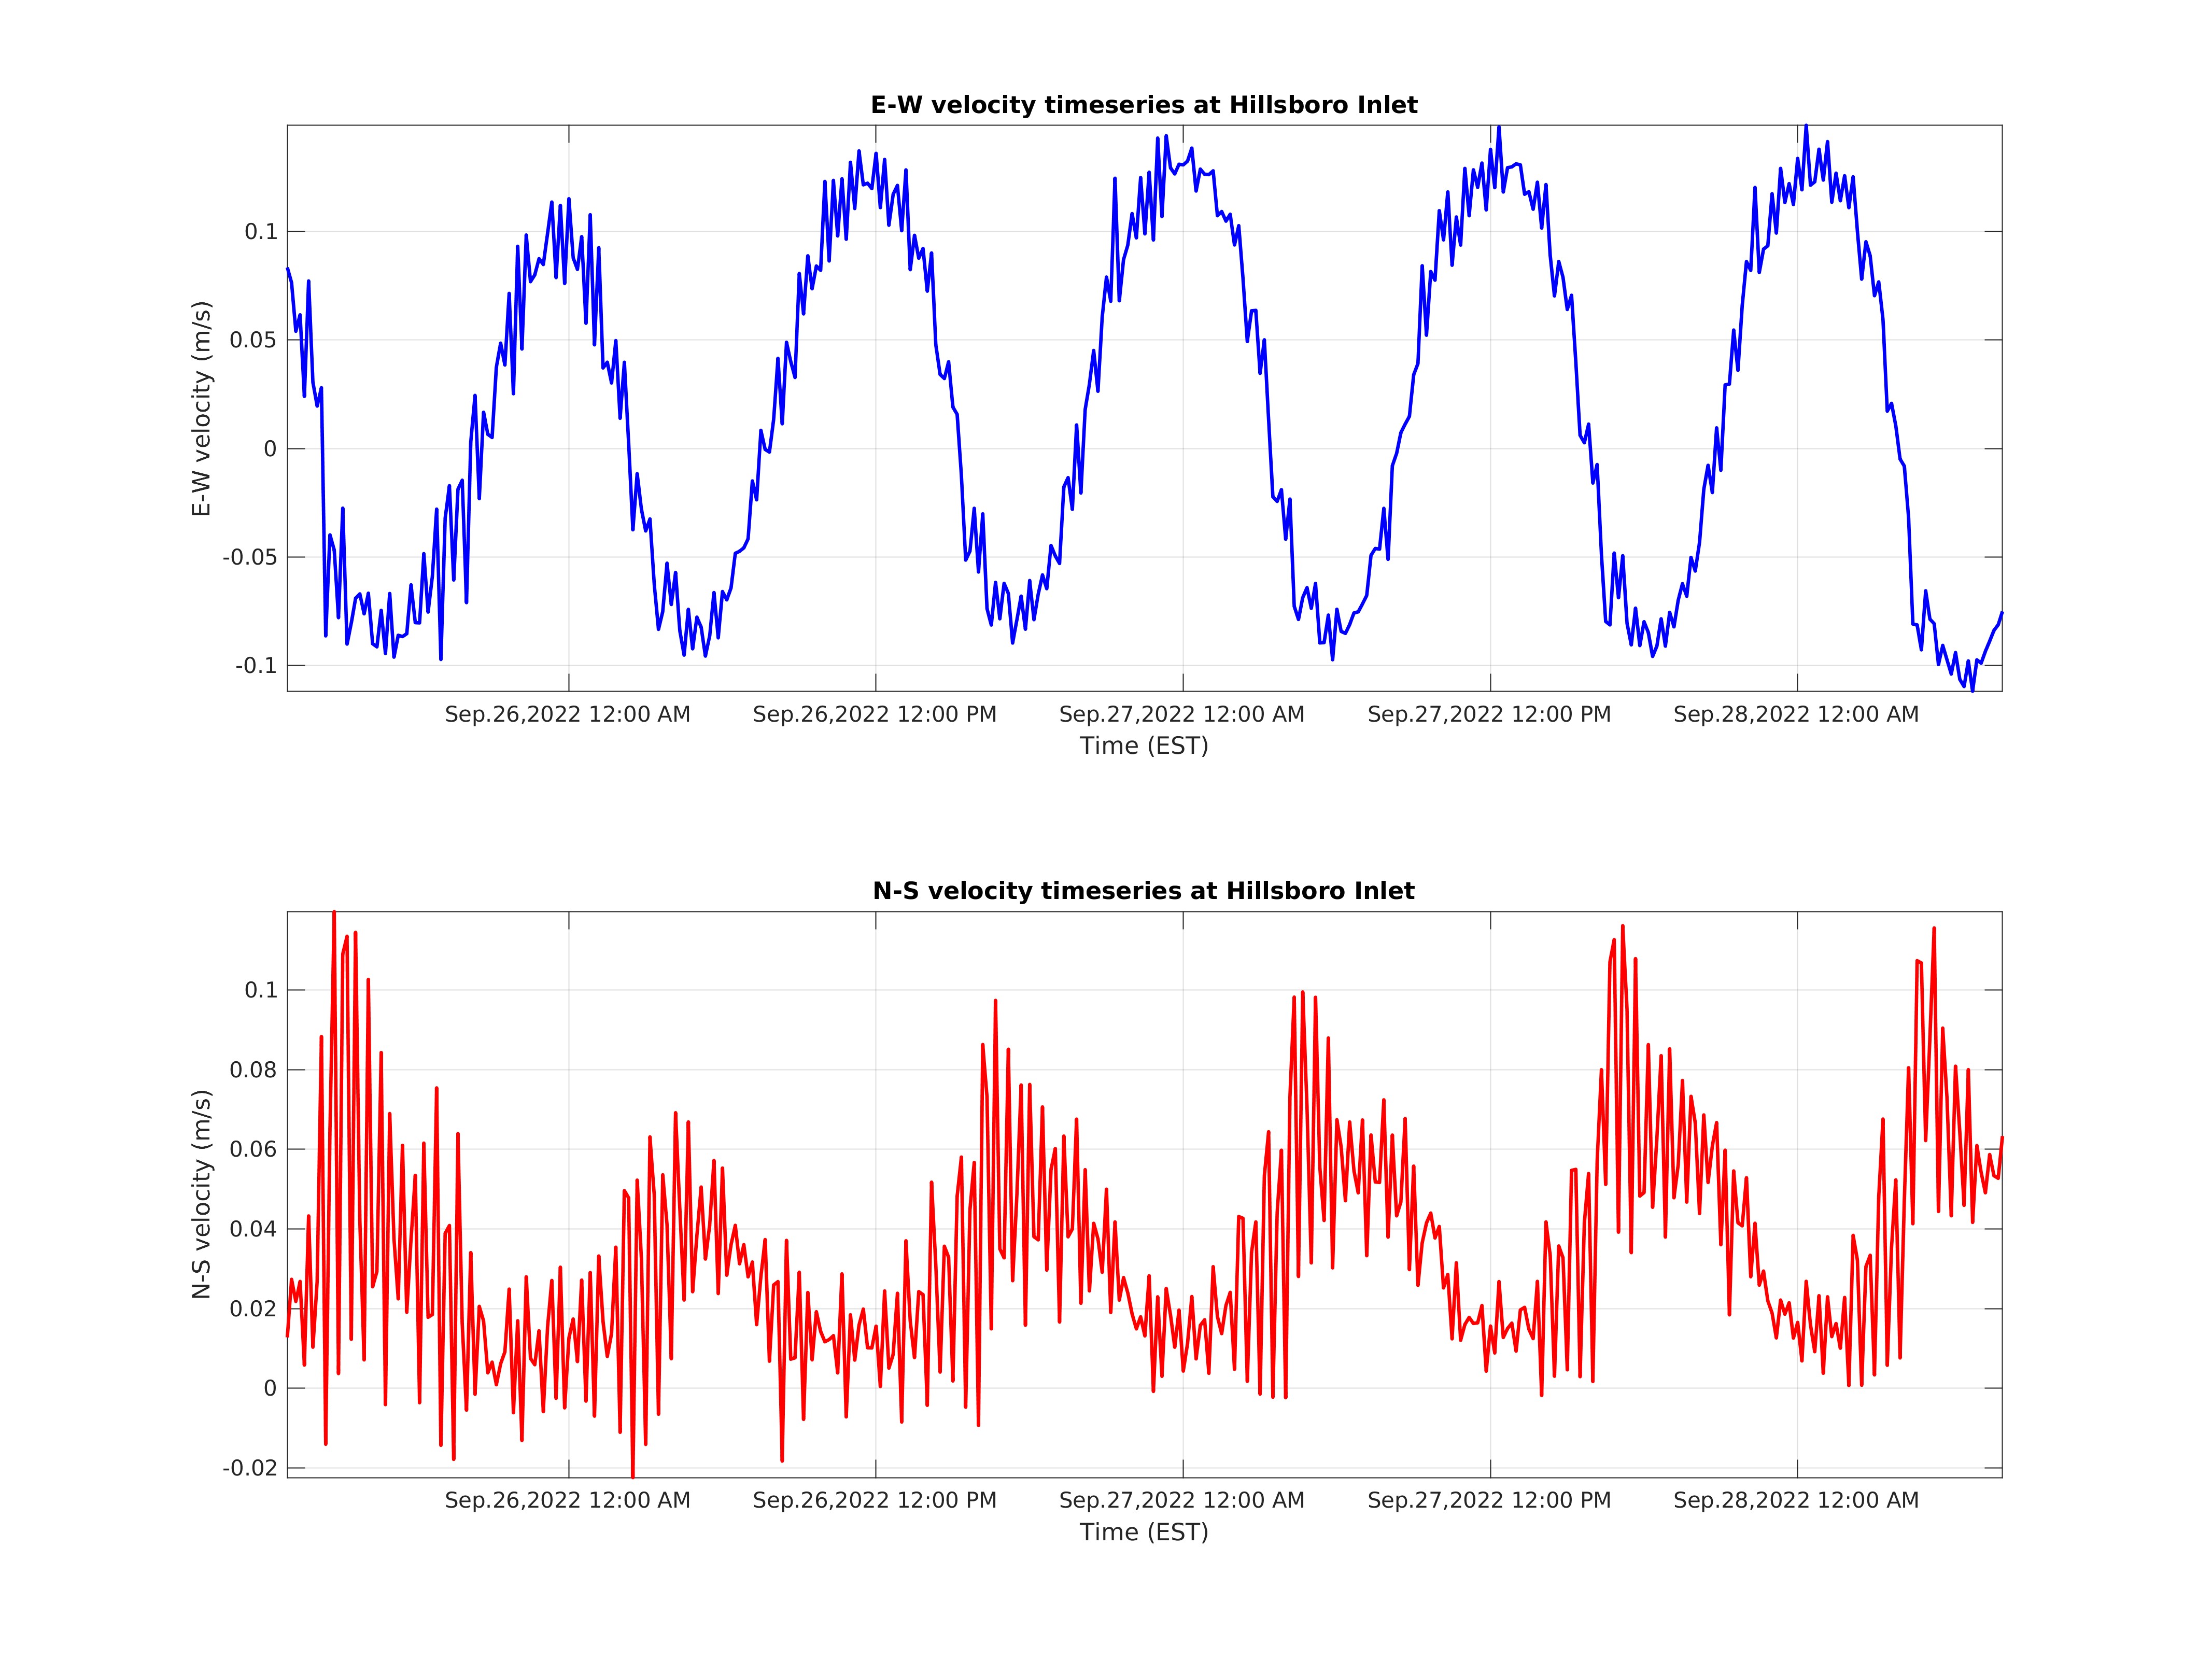 E-W velocity timeseries at Hillsboro Inlet
E-W velocity (m/s)
0.1
0.05
0
-0.05
-0.1
Sep.26,2022 12:00 AM
Sep.26,2022 12:00 PM
Sep.27,2022 12:00 AM
Sep.27,2022 12:00 PM
Sep.28,2022 12:00 AM
Time (EST)
N-S velocity timeseries at Hillsboro Inlet
N-S velocity (m/s)
0.1
0.08
0.06
0.04
0.02
0
-0.02
Sep.26,2022 12:00 AM
Sep.26,2022 12:00 PM
Sep.27,2022 12:00 AM
Sep.27,2022 12:00 PM
Sep.28,2022 12:00 AM
Time (EST)